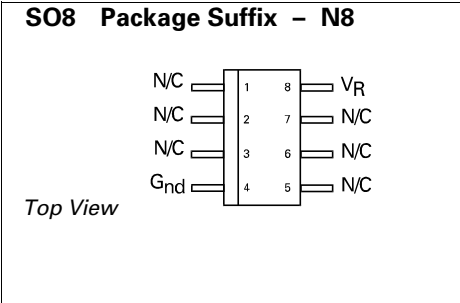 SO8 Package Suffix – N8
N/C 1 8 VR
N/C 2 7 N/C
N/C 3 6 N/C
Gnd 4 5 N/C
Top View